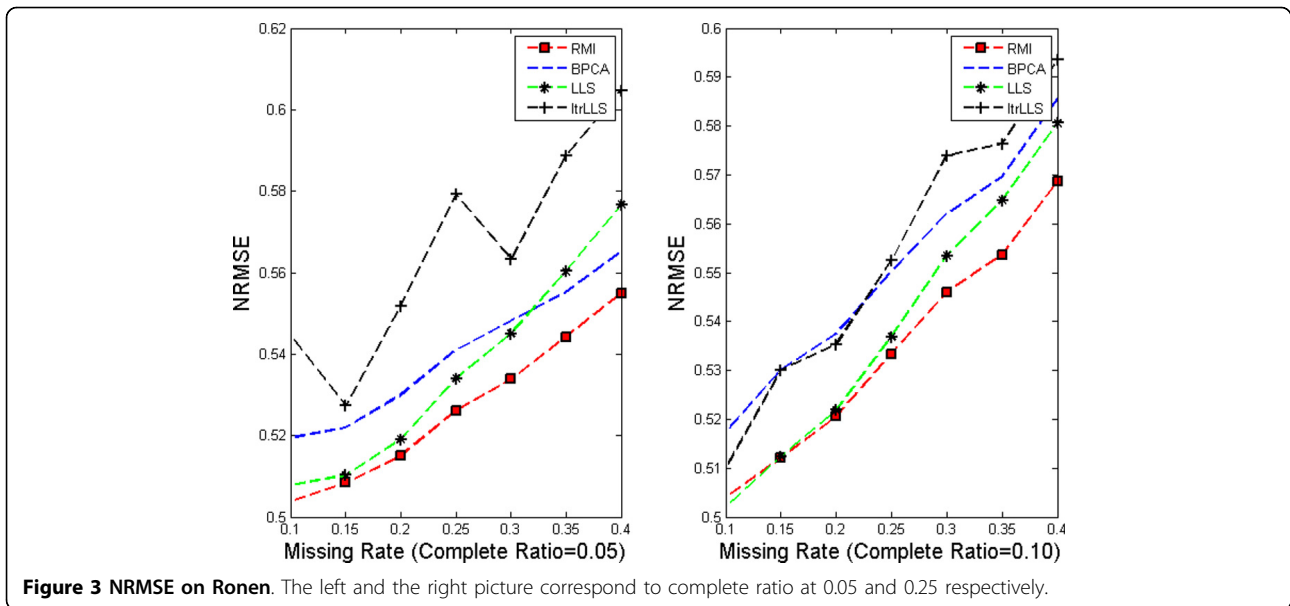 0.62
0.6
0.58
0.56
0.54
0.52
0.5
NRMSE
0.1 0.15 0.2 0.25 0.3 0.35 0.4
Missing Rate (Complete Ratio=0.05)
RMI
BPCA
LLS
ItrLLS
0.6
0.59
0.58
0.57
0.56
0.55
0.54
0.53
0.52
0.51
0.5
NRMSE
0.1 0.15 0.2 0.25 0.3 0.35 0.4
Missing Rate (Complete Ratio=0.10)
RMI
BPCA
LLS
ItrLLS
Figure 3 NRMSE on Ronen. The left and the right picture correspond to complete ratio at 0.05 and 0.25 respectively.